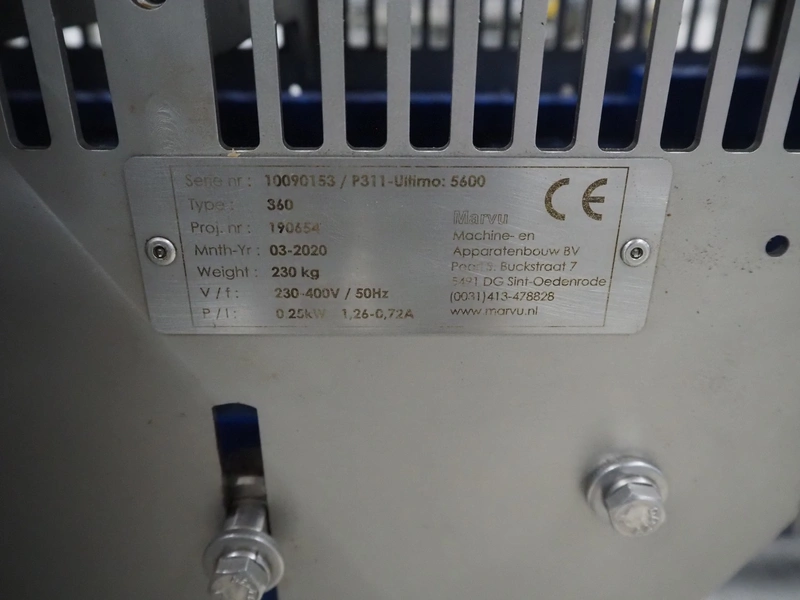 Serie nr : 10090153 / P311-Ultimo: 5600
Type : 360
Proj. nr : 190654
Mnth-Yr : 03-2020
Weight : 230 kg
V / f : 230-400V / 50Hz
P / I : 0.25kW 1,26-0,72A
CE
Marvu
Machine- en
Apparatenbouw BV
Buckstraat 7
5491 DG Sint-Oedenrode
(0031)413-478828
www.marvu.nl